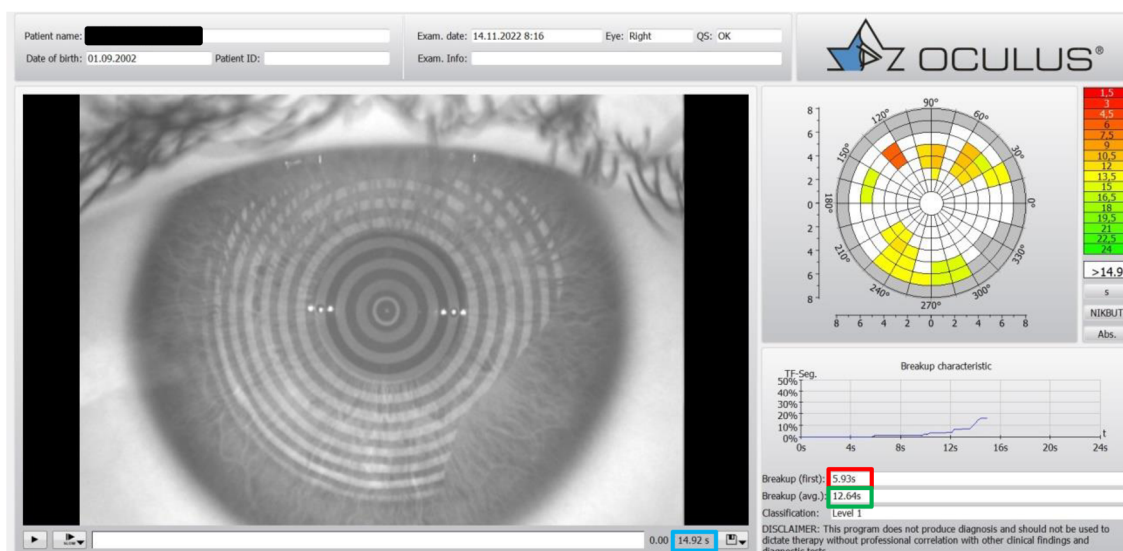 Patient name:
Exam. date: 14.11.2022 8:16 Eye: Right QS: OK
Date of birth: 01.09.2002 Patient ID:
Exam. Info:
OCULUS®
8
6
4
2
0
2
4
6
8
90°
120°
60°
150°
30°
180°
0°
210°
330°
240°
300°
270°
8 6 4 2 0 2 4 6 8
1,5
3
4,5
6
7,5
9
10,5
12
13,5
15
16,5
18
19,5
21
22,5
24
>14.9
s
NIKBUT
Abs.
Breakup characteristic
TF-Seg.
50%
40%
30%
20%
10%
0%
0s 4s 8s 12s 16s 20s 24s
t
Breakup (first): 5.93s
Breakup (avg.): 12.64s
Classification: Level 1
DISCLAIMER: This program does not produce diagnosis and should not be used to
dictate therapy without professional correlation with other clinical findings and
diagnostic tests
0.00 14.92 s